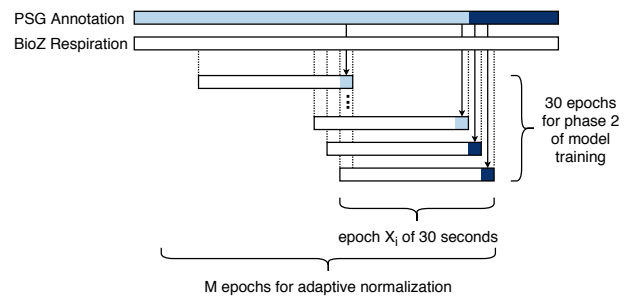 PSG Annotation
BioZ Respiration
30 epochs
for phase 2
of model
training
epoch Xi of 30 seconds
M epochs for adaptive normalization